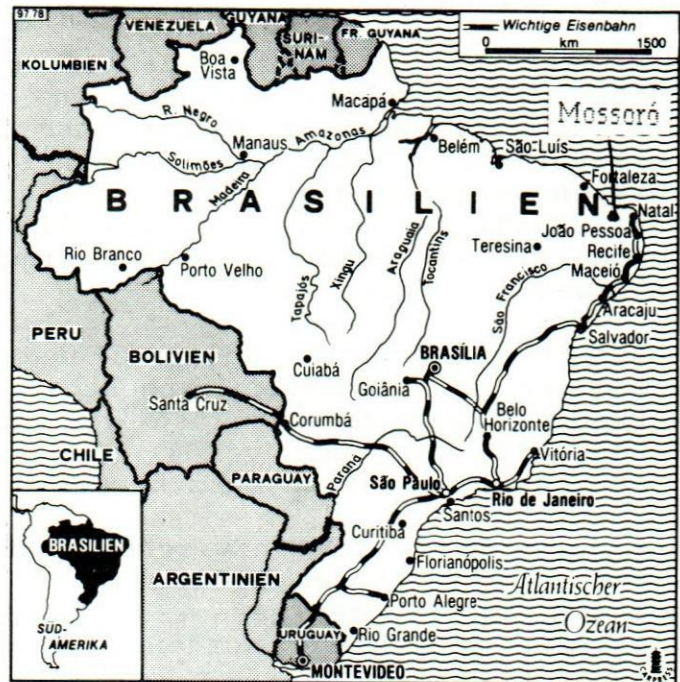 97 78
VENEZUELA
GUYANA
SURI-
NAM
FR. GUYANA
Wichtige Eisenbahn
0 km 1500
KOLUMBIEN
Boa
Vista
Macapá
Mossoró
R. Negro
Manaus
Amazonas
Belém
São Luís
Solimões
Madeira
Fortaleza
BRASILIEN
Natal
João Pessoa
Rio Branco
Porto Velho
Tapajós
Xingu
Araguaia
Tocantins
Teresina
Recife
São Francisco
Maceió
Aracaju
PERU
BOLIVIEN
Salvador
Cuiabá
BRASÍLIA
Goiânia
Santa Cruz
Corumbá
Belo
Horizonte
CHILE
Vitória
PARAGUAY
Paraná
São Paulo
Rio de Janeiro
Santos
Curitiba
BRASILIEN
ARGENTINIEN
Florianópolis
Atlantischer
Ozean
Porto Alegre
SÜD-
AMERIKA
URUGUAY
Rio Grande
MONTEVIDEO